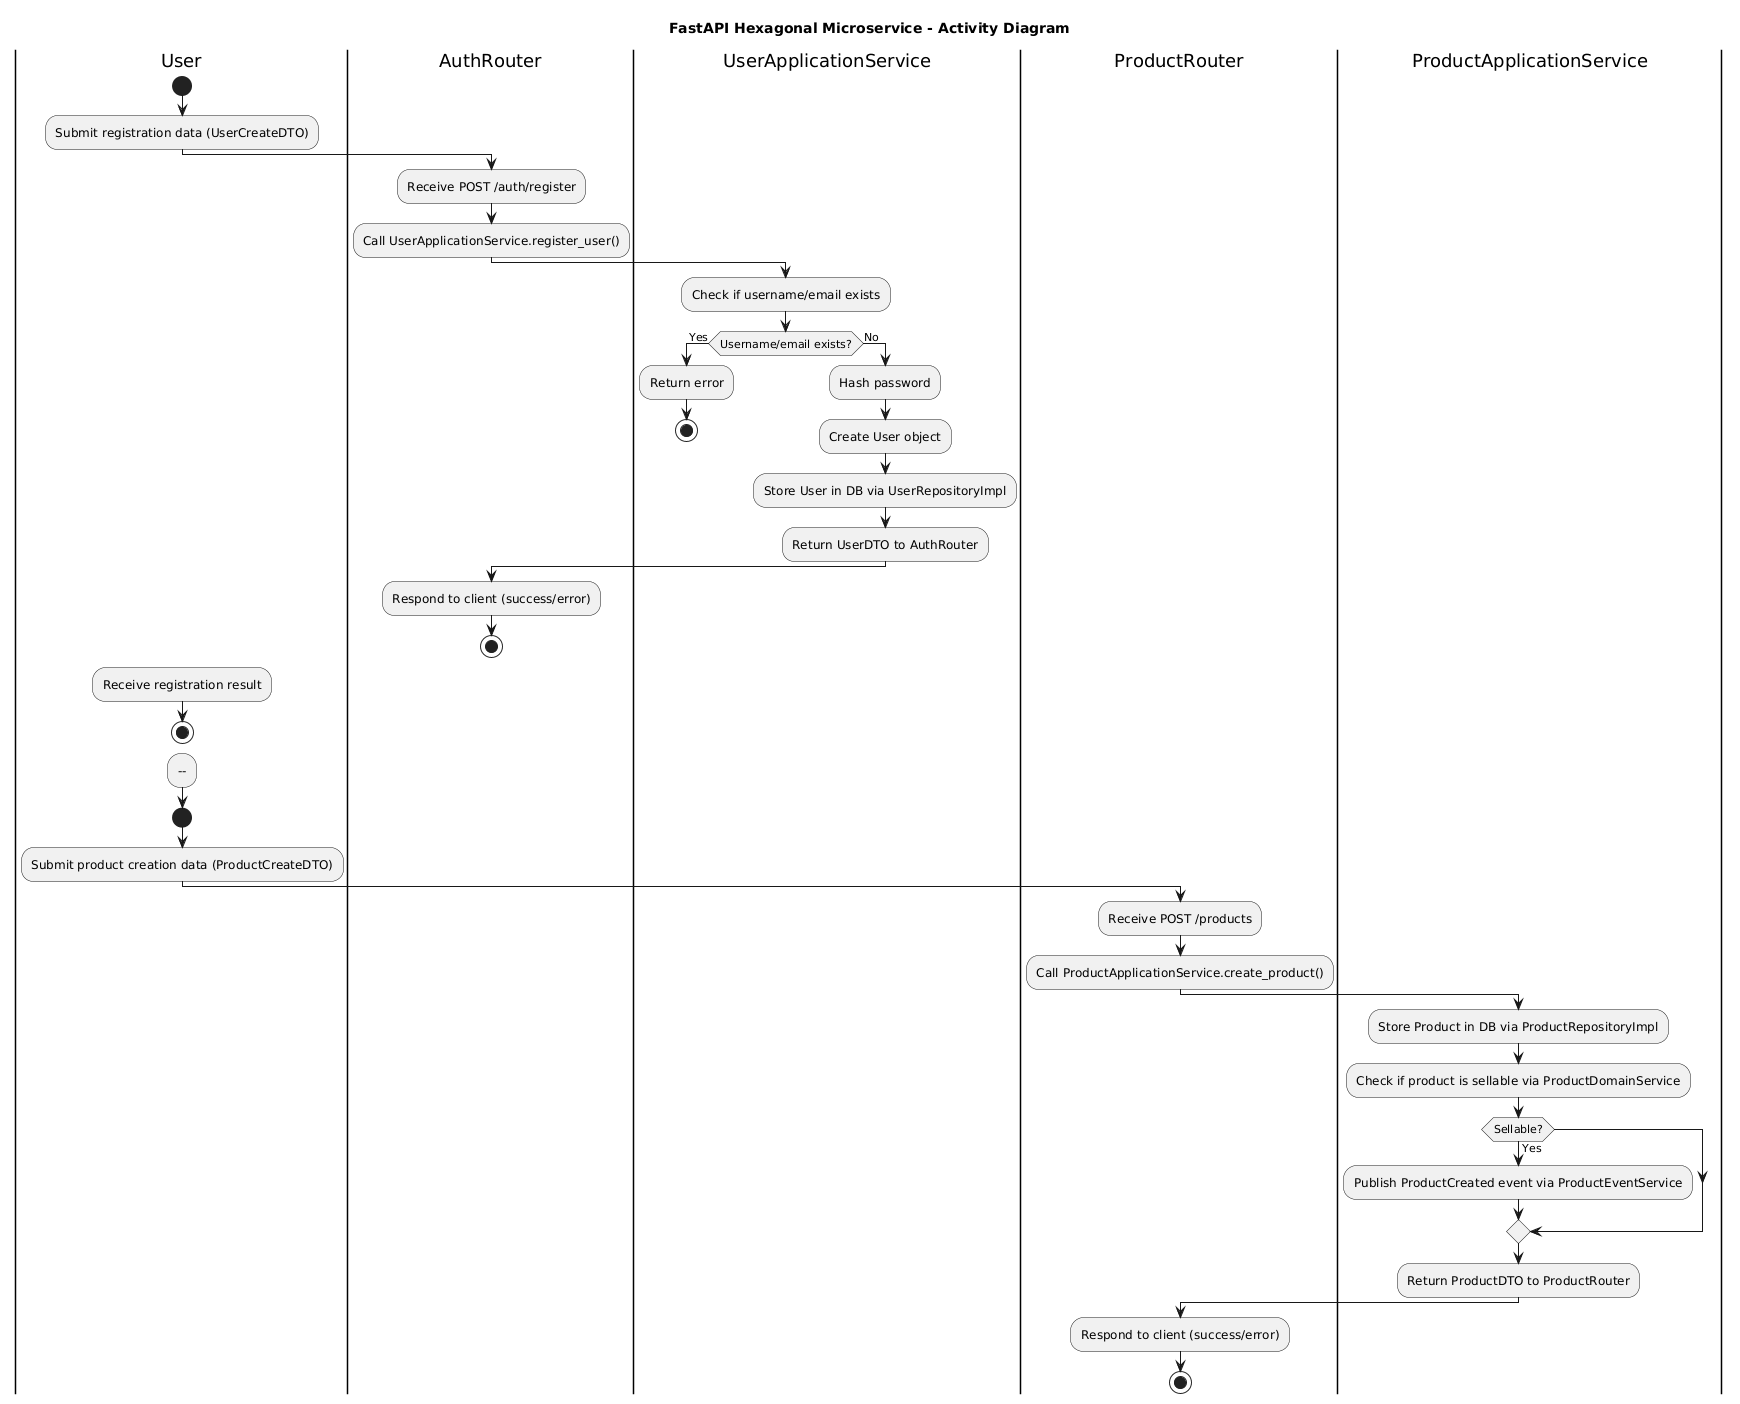 FastAPI Hexagonal Microservice - Activity Diagram
User
AuthRouter
UserApplicationService
ProductRouter
ProductApplicationService
Submit registration data (UserCreateDTO)
Receive POST /auth/register
Call UserApplicationService.register_user()
Check if username/email exists
Yes
Username/email exists?
No
Return error
Hash password
Create User object
Store User in DB via UserRepositoryImpl
Return UserDTO to AuthRouter
Respond to client (success/error)
Receive registration result
--
Submit product creation data (ProductCreateDTO)
Receive POST /products
Call ProductApplicationService.create_product()
Store Product in DB via ProductRepositoryImpl
Check if product is sellable via ProductDomainService
Sellable?
Yes
Publish ProductCreated event via ProductEventService
Return ProductDTO to ProductRouter
Respond to client (success/error)